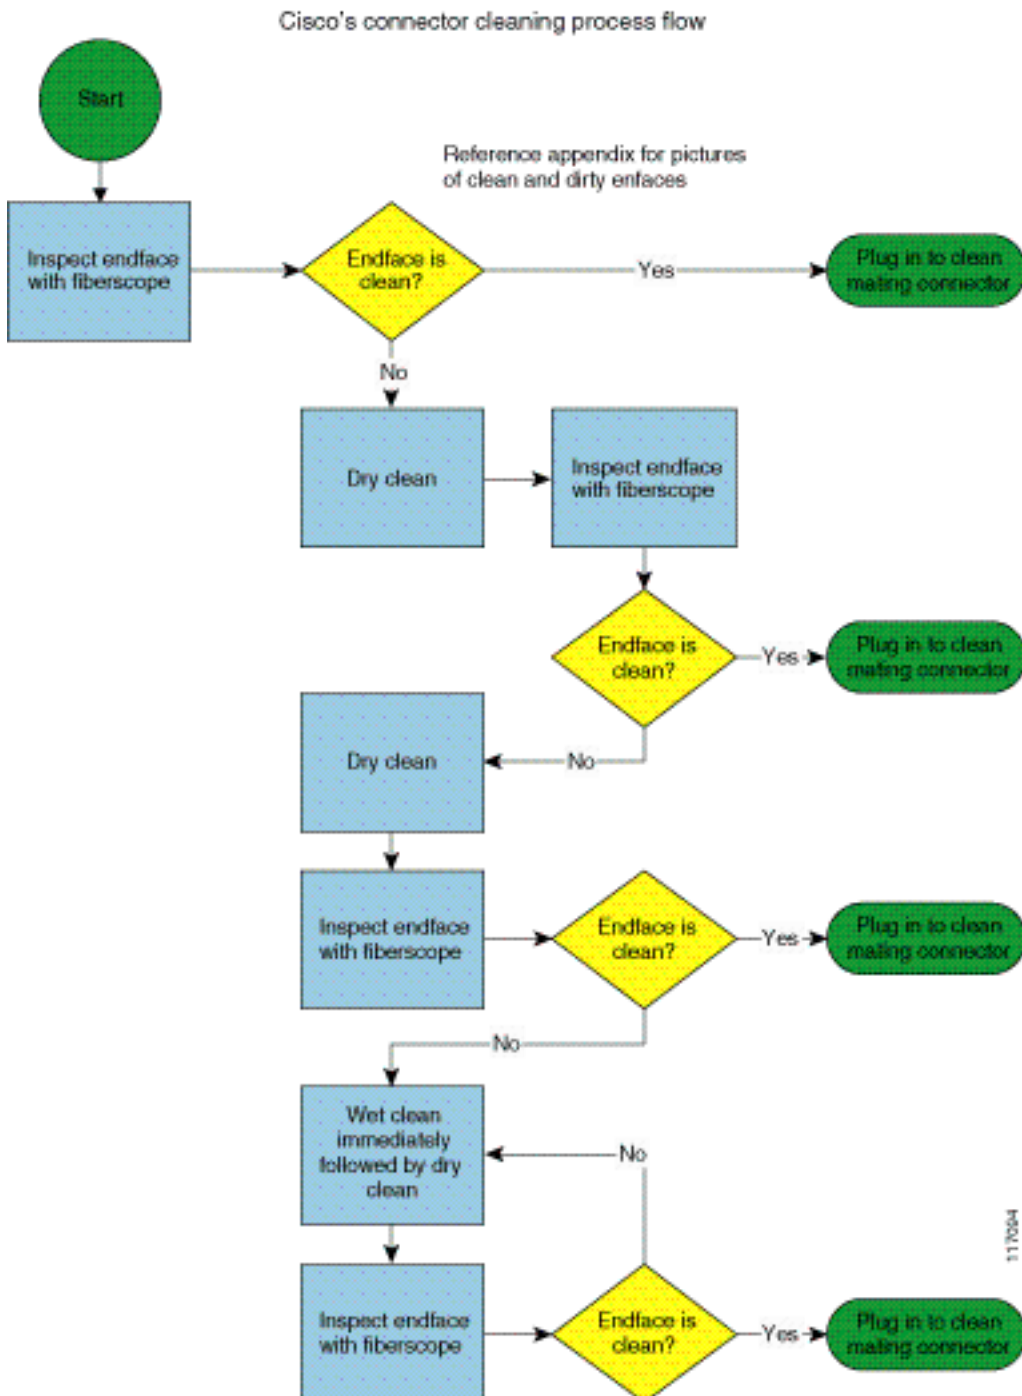 Cisco's connector cleaning process flow
Start
Reference appendix for pictures
of clean and dirty enfaces
Inspect endface
with fiberscope
Endface is
clean?
Yes
Plug in to clean
mating connector
No
Dry clean
Inspect endface
with fiberscope
Endface is
clean?
Yes
Plug in to clean
mating connector
No
Dry clean
Inspect endface
with fiberscope
Endface is
clean?
Yes
Plug in to clean
mating connector
No
Wet clean
immediately
followed by dry
clean
No
Inspect endface
with fiberscope
Endface is
clean?
Yes
Plug in to clean
mating connector
117094